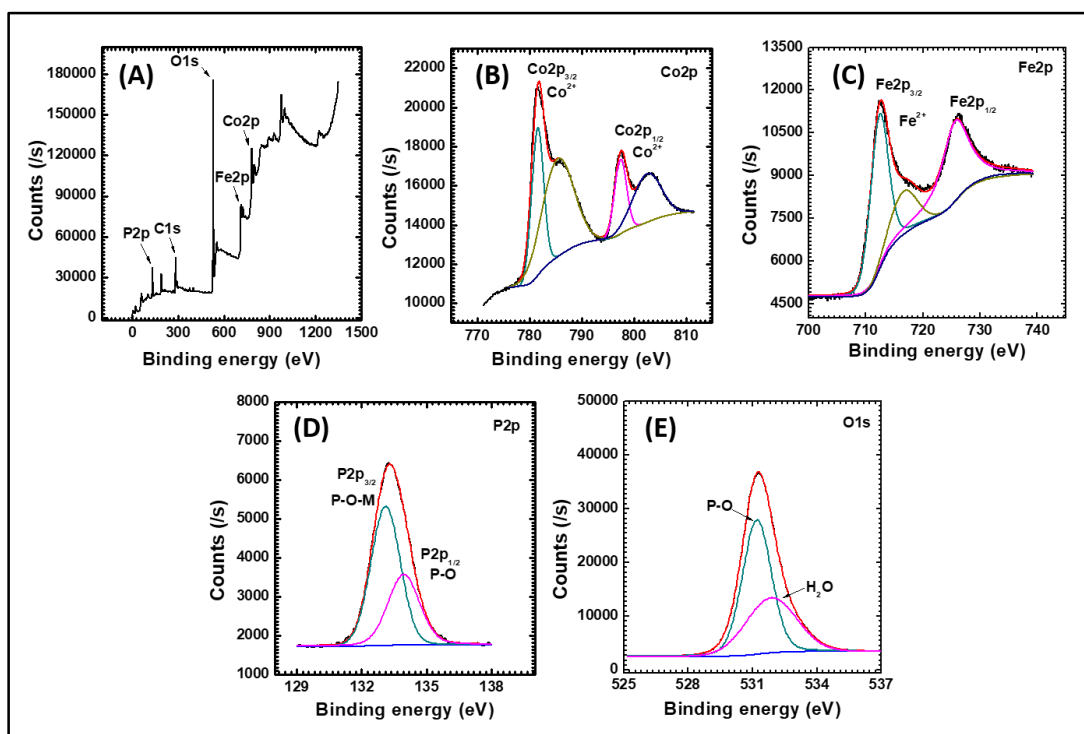 (A)
O1s
Co2p
Fe2p
P2p
C1s
Counts (/s)
180000
150000
120000
90000
60000
30000
0
0 300 600 900 1200 1500
Binding energy (eV)
(B)
Co2p
Co2p3/2
Co2+
Co2p1/2
Co2+
Counts (/s)
22000
20000
18000
16000
14000
12000
10000
770 780 790 800 810
Binding energy (eV)
(C)
Fe2p
Fe2p3/2
Fe2+
Fe2p1/2
Counts (/s)
13500
12000
10500
9000
7500
6000
4500
700 710 720 730 740
Binding energy (eV)
(D)
P2p
P2p3/2
P-O-M
P2p1/2
P-O
Counts (/s)
8000
7000
6000
5000
4000
3000
2000
1000
129 132 135 138
Binding energy (eV)
(E)
O1s
P-O
H2O
Counts (/s)
50000
40000
30000
20000
10000
0
525 528 531 534 537
Binding energy (eV)